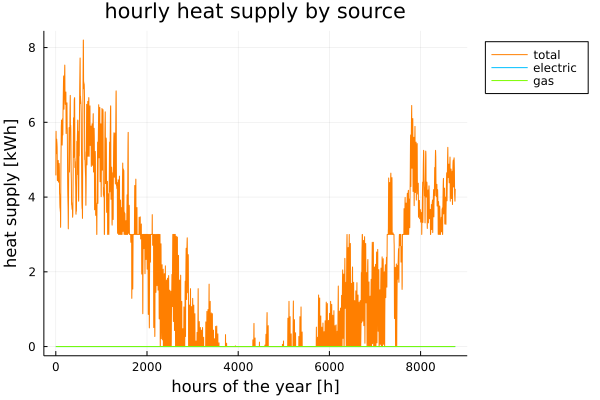 hourly heat supply by source
heat supply [kWh]
8
6
4
2
0
0 2000 4000 6000 8000
hours of the year [h]
total
electric
gas